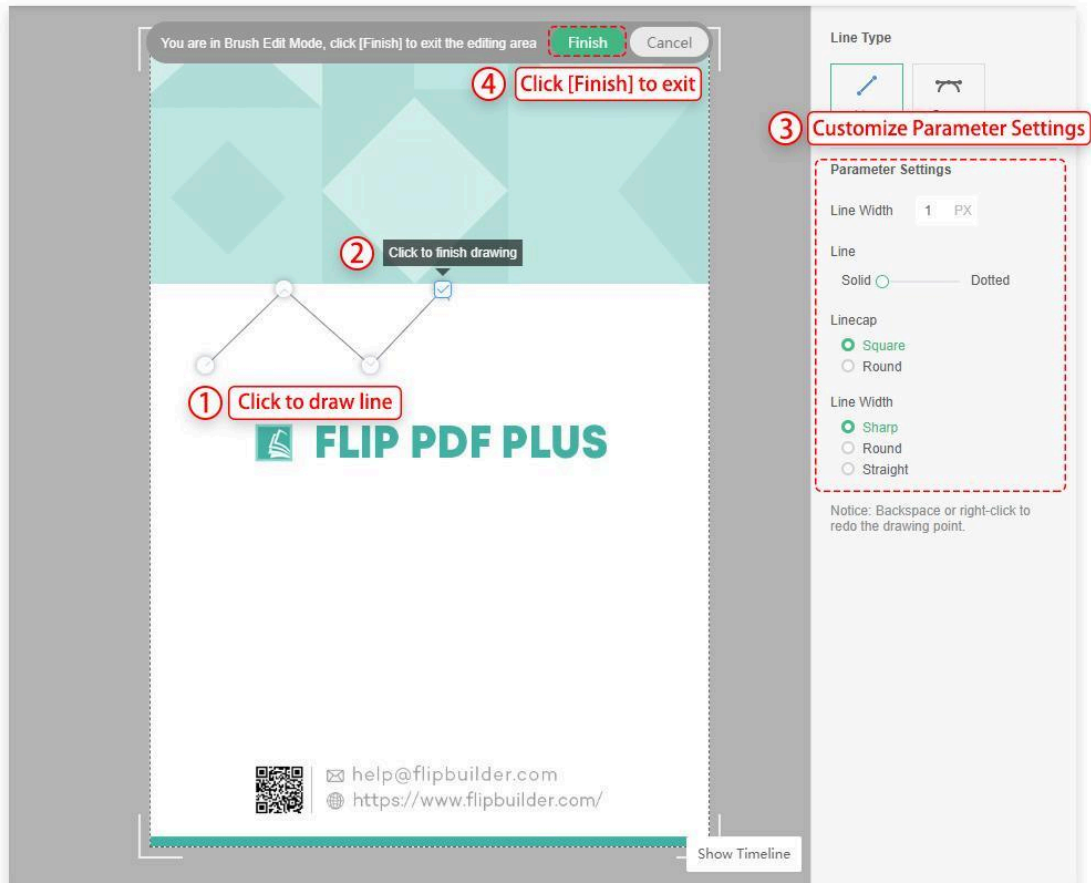 You are in Brush Edit Mode, click [Finish] to exit the editing area
Finish
Cancel
④ Click [Finish] to exit
② Click to finish drawing
① Click to draw line
FLIP PDF PLUS
help@flipbuilder.com
https://www.flipbuilder.com/
Show Timeline
Line Type
③ Customize Parameter Settings
Parameter Settings
Line Width 1 PX
Line
Solid Dotted
Linecap
Square
Round
Line Width
Sharp
Round
Straight
Notice: Backspace or right-click to
redo the drawing point.